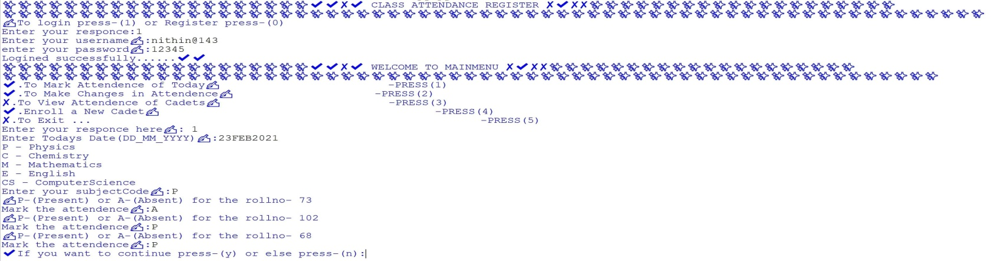 ✔✔✘✔ CLASS ATTENDANCE REGISTER ✘✔✘✘
✍To login press-(1) or Register press-(0)
Enter your responce:1
Enter your username✍:nithin@143
enter your password✍:12345
Logined successfully......✔✔
✔✔✘✔ WELCOME TO MAINMENU ✘✔✘✘
✔.To Mark Attendence of Today✍ -PRESS(1)
✔.To Make Changes in Attendence✍ -PRESS(2)
✘.To View Attendence of Cadets✍ -PRESS(3)
✔.Enroll a New Cadet✍ -PRESS(4)
✘.To Exit ... -PRESS(5)
Enter your responce here✍: 1
Enter Todays Date(DD_MM_YYYY)✍:23FEB2021
P - Physics
C - Chemistry
M - Mathematics
E - English
CS - ComputerScience
Enter your subjectCode✍:P
✍P-(Present) or A-(Absent) for the rollno- 73
Mark the attendence✍:A
✍P-(Present) or A-(Absent) for the rollno- 102
Mark the attendence✍:P
✍P-(Present) or A-(Absent) for the rollno- 68
Mark the attendence✍:P
✔If you want to continue press-(y) or else press-(n):